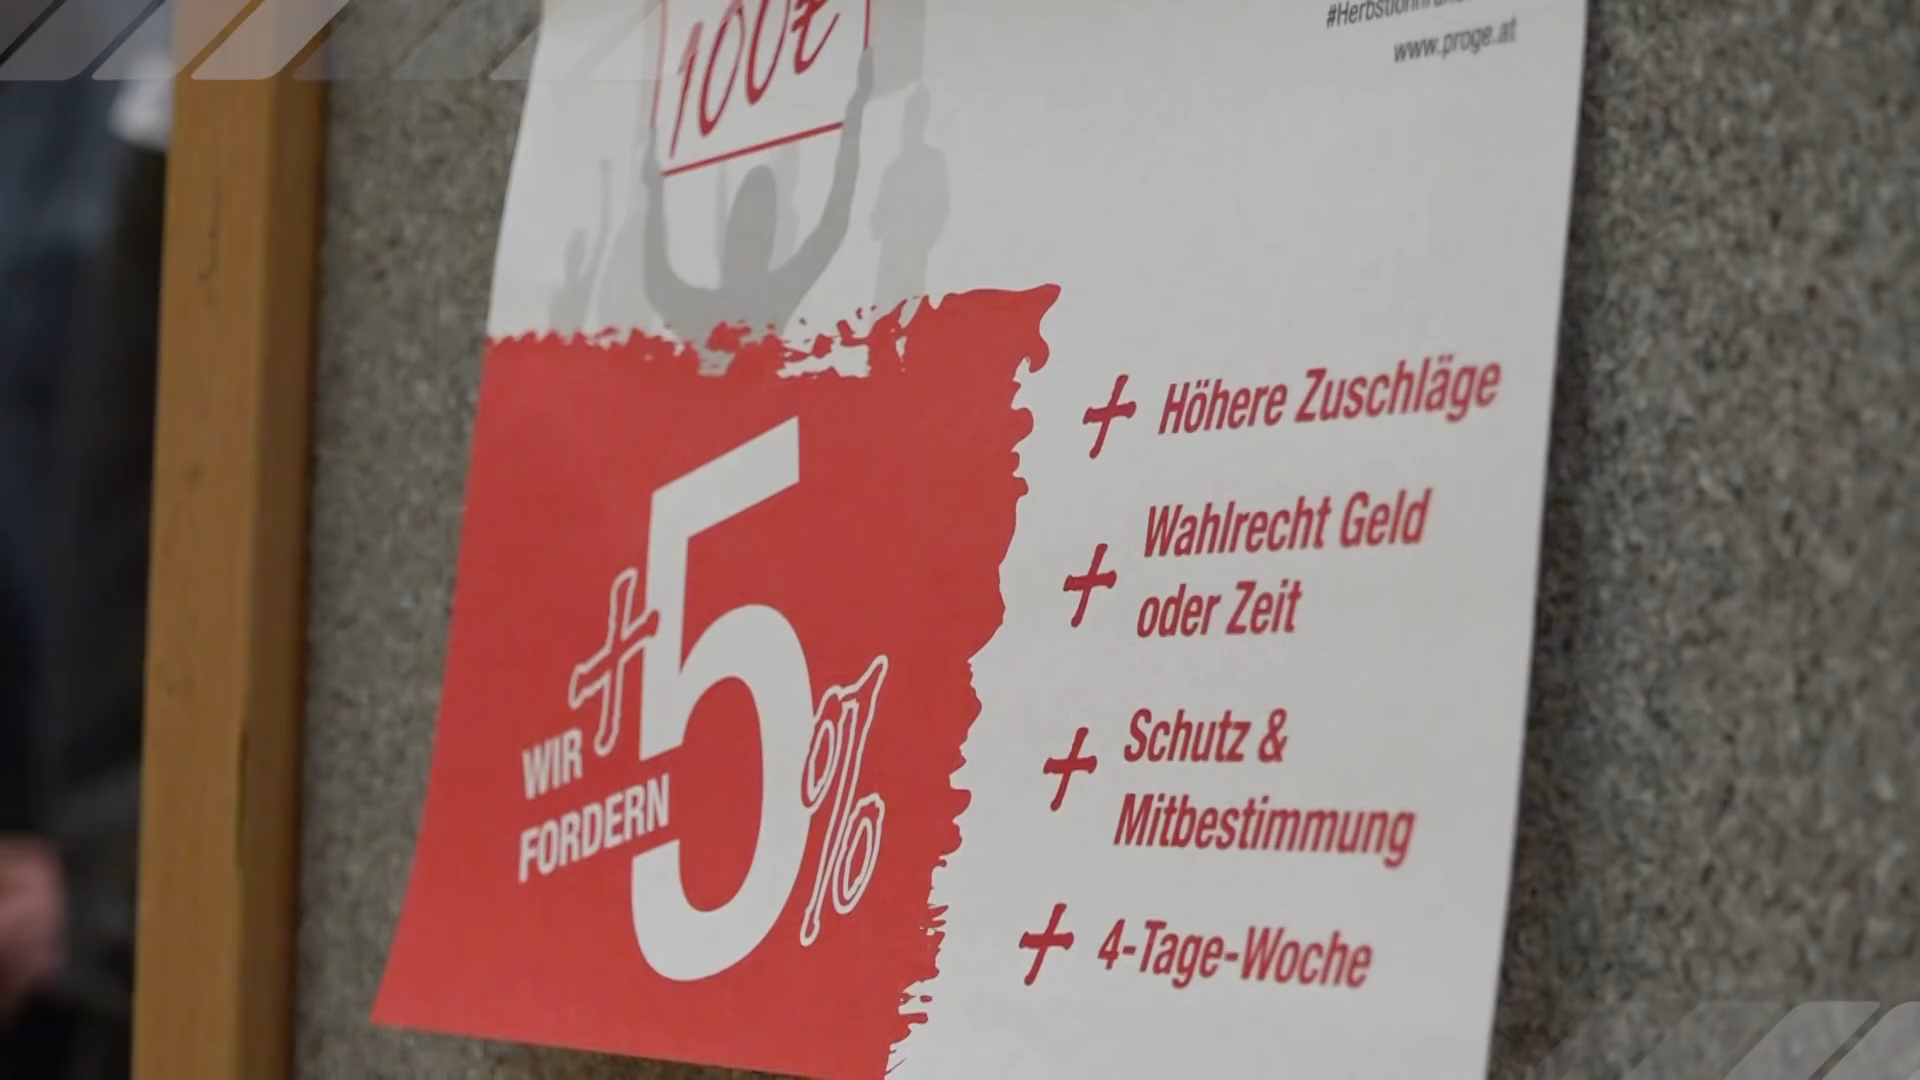 100€
www.proge.at
WIR
FORDERN
+5%
+ Höhere Zuschläge
+ Wahlrecht Geld
oder Zeit
+ Schutz &
Mitbestimmung
+ 4-Tage-Woche